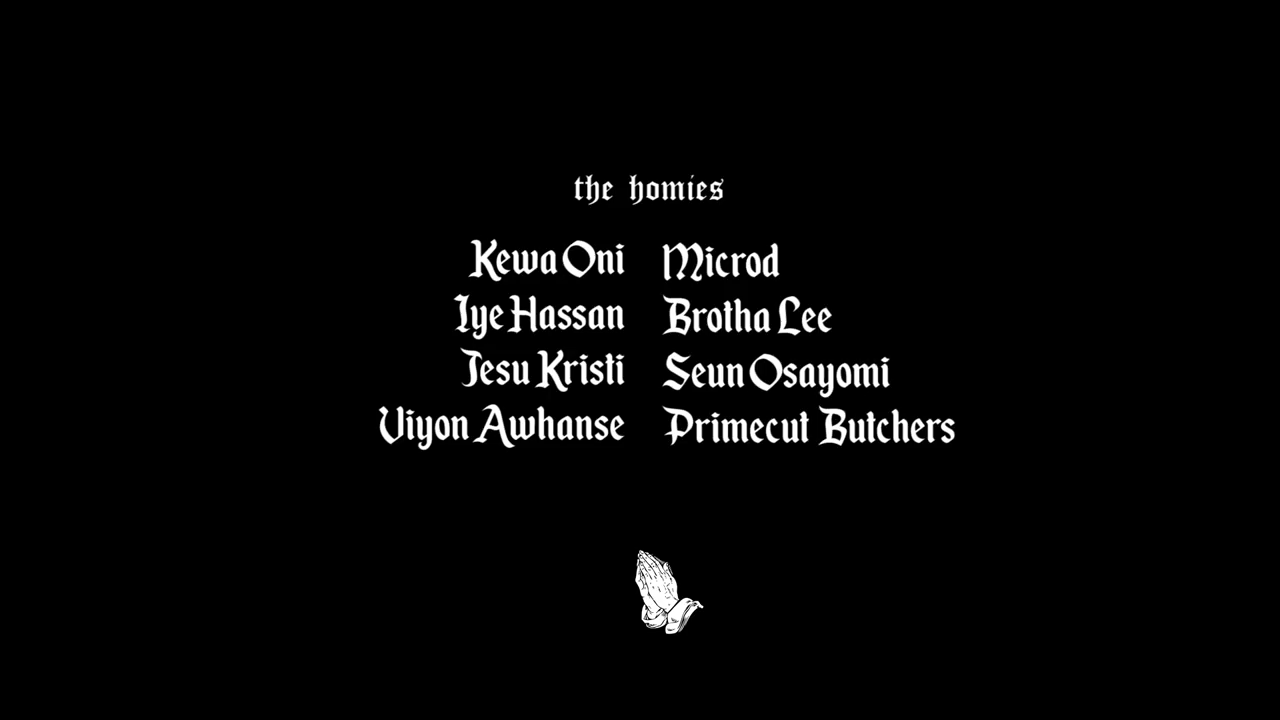 the homies
Kewa Oni Microd
Iye Hassan Brotha Lee
Jesu Kristi Seun Osayomi
Viyon Awhanse Primecut Butchers